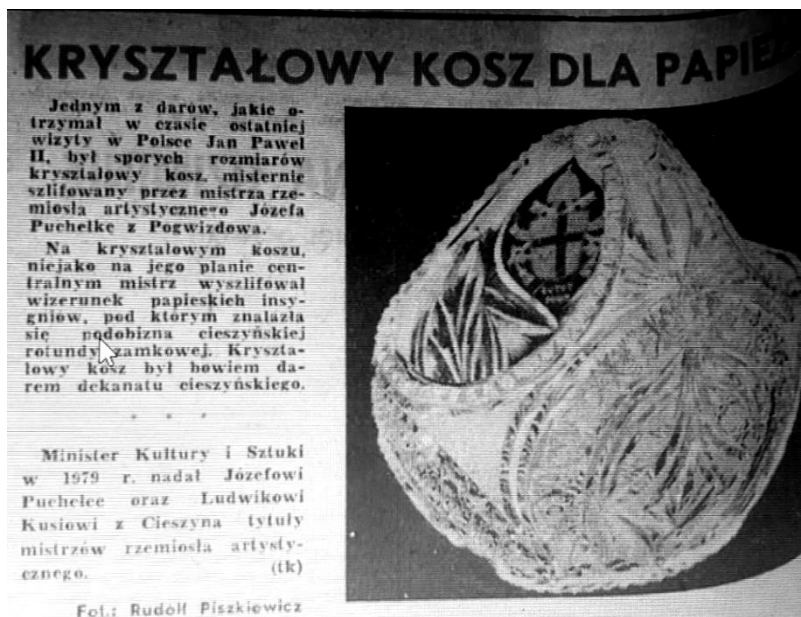 KRYSZTAŁOWY KOSZ DLA PAPIEŻ
Jednym z darów, jakie o-
trzymał w czasie ostatniej
wizyty w Polsce Jan Paweł
II, był sporych rozmiarów
kryształowy kosz, misternie
szlifowany przez mistrza rze-
miosła artystycznego Józefa
Puchełkę z Pogwizdowa.
Na kryształowym koszu,
niejako na jego planie cen-
tralnym mistrz wyszlifował
wizerunek papieskich insy-
gniów, pod którym znalazła
się podobizna cieszyńskiej
rotundy zamkowej. Kryszta-
łowy kosz był bowiem da-
rem dekanatu cieszyńskiego.
* * *
Minister Kultury i Sztuki
w 1979 r. nadał Józefowi
Puchełce oraz Ludwikowi
Kusiowi z Cieszyna tytuły
mistrzów rzemiosła artysty-
cznego. (tk)
Fot.: Rudolf Piszkiewicz